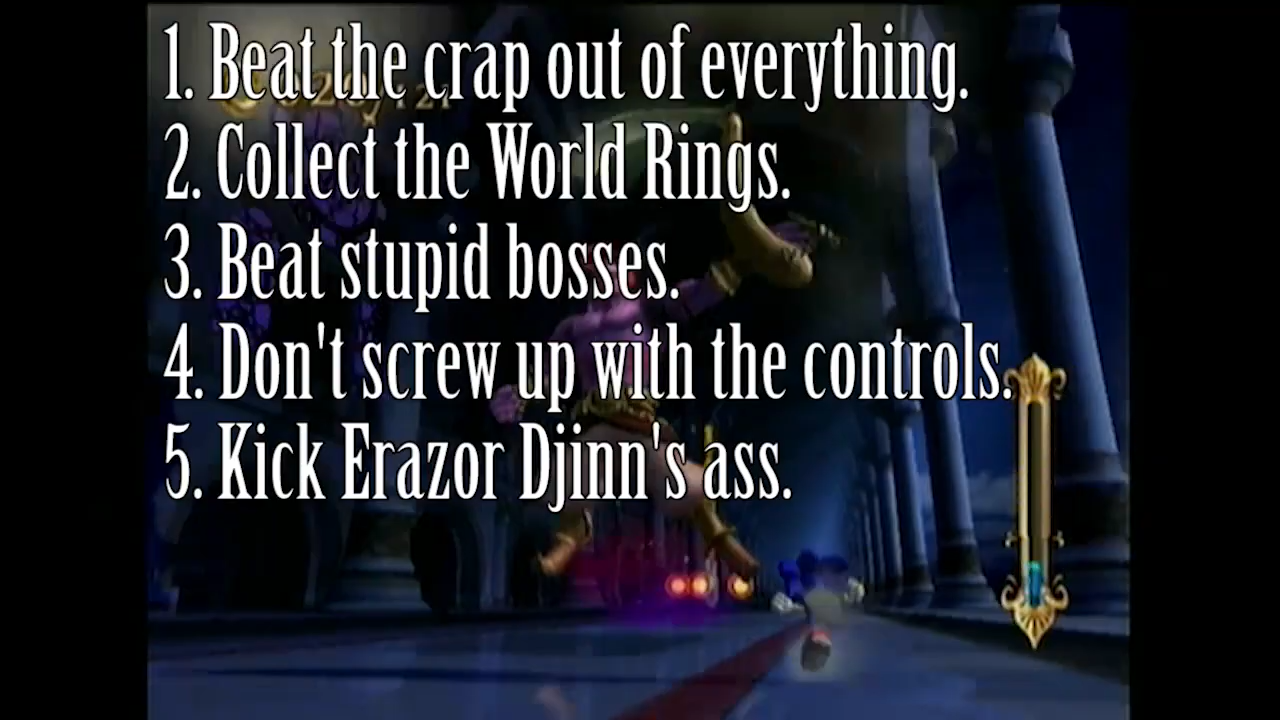 1. Beat the crap out of everything.
2. Collect the World Rings.
3. Beat stupid bosses.
4. Don't screw up with the controls.
5. Kick Erazor Djinn's ass.